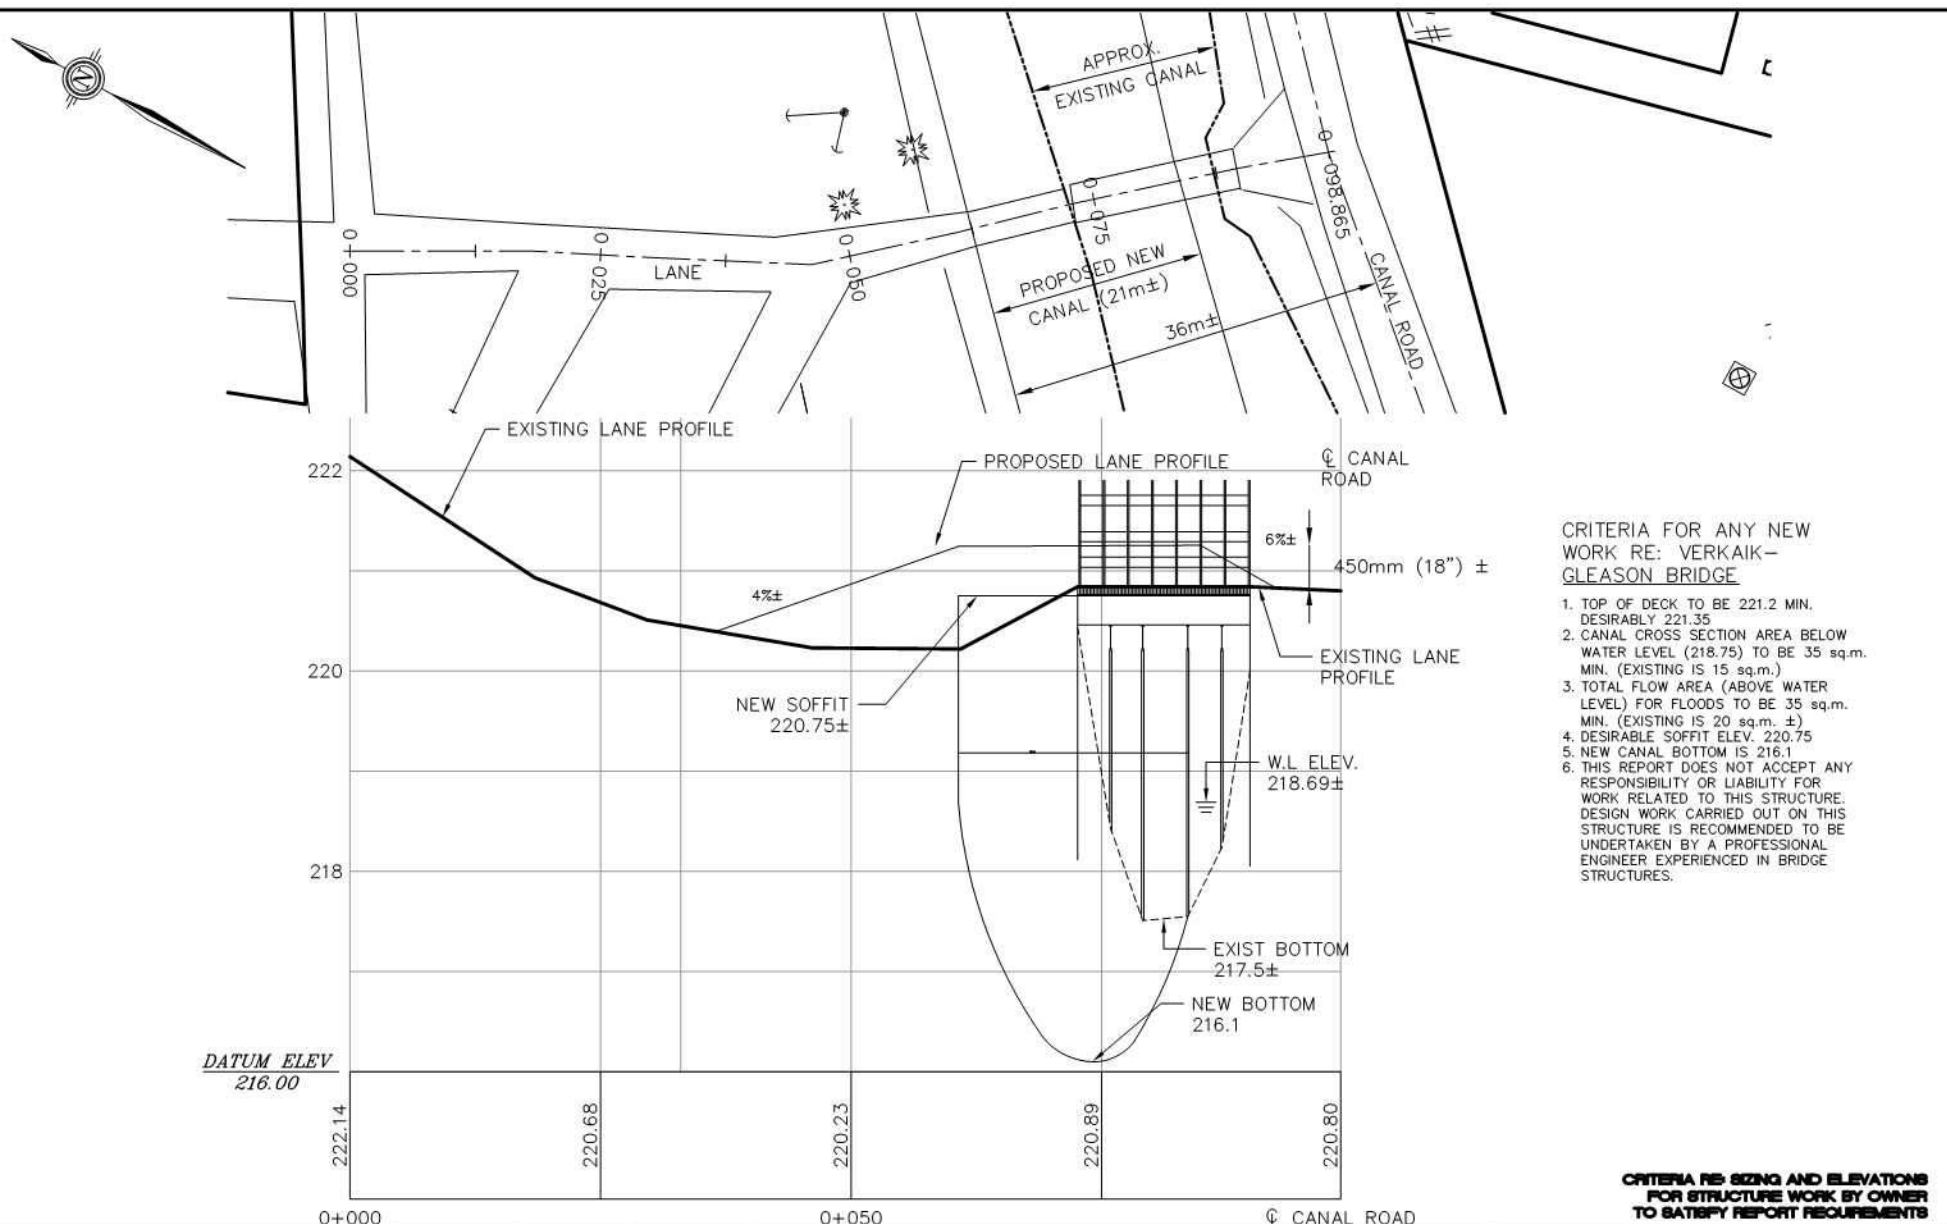 N
APPROX.
EXISTING CANAL
0+000
0+025
LANE
0+050
0+075
0+098.865
PROPOSED NEW
CANAL (21m±)
36m±
CANAL ROAD
EXISTING LANE PROFILE
PROPOSED LANE PROFILE
℄ CANAL
ROAD
222
6%±
450mm (18") ±
4%±
220
EXISTING LANE
PROFILE
NEW SOFFIT
220.75±
W.L ELEV.
218.69±
218
EXIST BOTTOM
217.5±
NEW BOTTOM
216.1
DATUM ELEV
216.00
222.14
220.68
220.23
220.89
220.80
0+000
0+050
℄ CANAL ROAD
CRITERIA FOR ANY NEW
WORK RE: VERKAIK-
GLEASON BRIDGE
1. TOP OF DECK TO BE 221.2 MIN.
DESIRABLY 221.35
2. CANAL CROSS SECTION AREA BELOW
WATER LEVEL (218.75) TO BE 35 sq.m.
MIN. (EXISTING IS 15 sq.m.)
3. TOTAL FLOW AREA (ABOVE WATER
LEVEL) FOR FLOODS TO BE 35 sq.m.
MIN. (EXISTING IS 20 sq.m. ±)
4. DESIRABLE SOFFIT ELEV. 220.75
5. NEW CANAL BOTTOM IS 216.1
6. THIS REPORT DOES NOT ACCEPT ANY
RESPONSIBILITY OR LIABILITY FOR
WORK RELATED TO THIS STRUCTURE.
DESIGN WORK CARRIED OUT ON THIS
STRUCTURE IS RECOMMENDED TO BE
UNDERTAKEN BY A PROFESSIONAL
ENGINEER EXPERIENCED IN BRIDGE
STRUCTURES.
CRITERIA RE: SIZING AND ELEVATIONS
FOR STRUCTURE WORK BY OWNER
TO SATISFY REPORT REQUIREMENTS